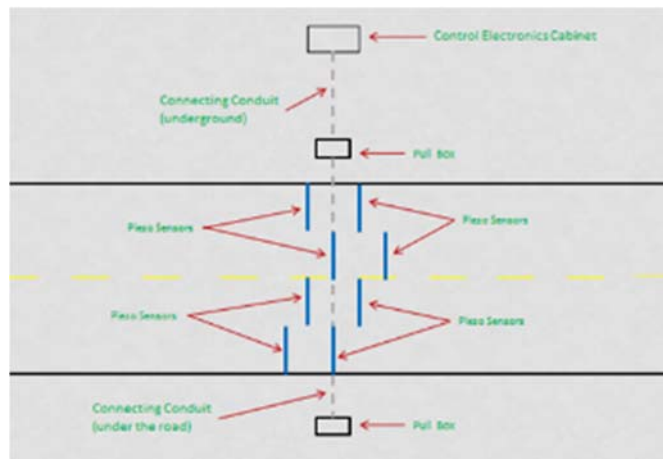 Control Electronics Cabinet
Connecting Conduit
(underground)
Pull Box
Piezo Sensors
Piezo Sensors
Piezo Sensors
Piezo Sensors
Connecting Conduit
(under the road)
Pull Box